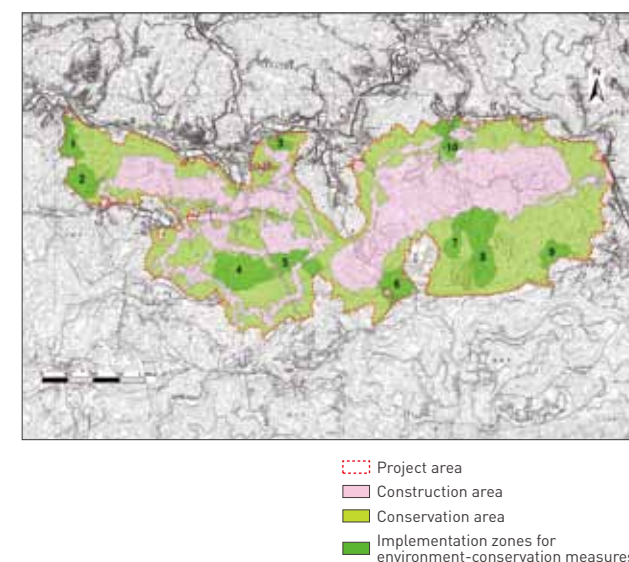 N
1
2
3
10
4
5
7
8
9
6
Project area
Construction area
Conservation area
Implementation zones for
environment-conservation measures